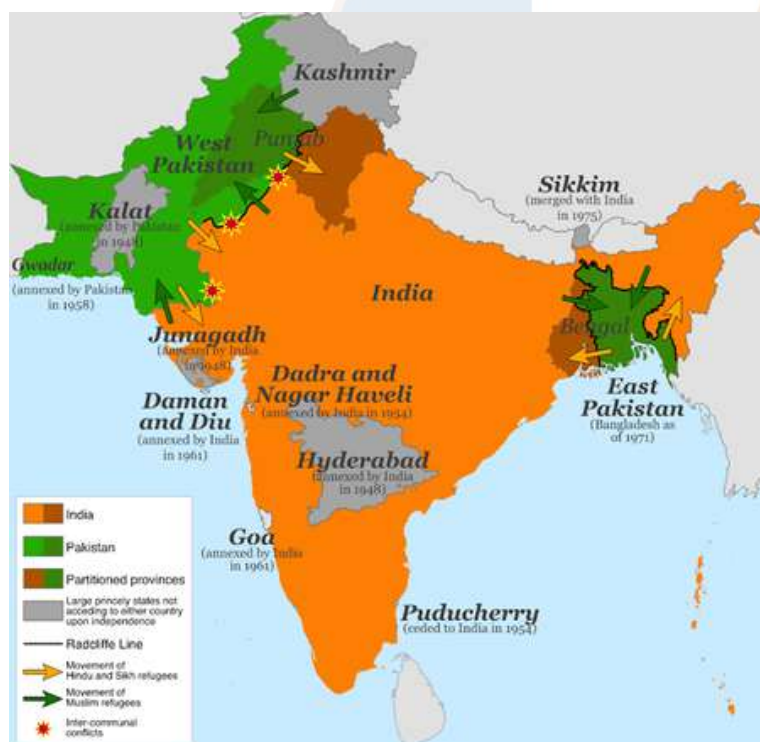 Kashmir
Punjab
West
Pakistan
Sikkim
(merged with India
in 1975)
Kalat
(annexed by Pakistan
in 1948)
Gwadar
(annexed by Pakistan
in 1958)
India
Bengal
Junagadh
(Annexed by India
in 1948)
Dadra and
Nagar Haveli
(annexed by India in 1954)
Daman
and Diu
(annexed by India
in 1961)
East
Pakistan
(Bangladesh as
of 1971)
Hyderabad
(annexed by India
in 1948)
Goa
(annexed by India
in 1961)
Puducherry
(ceded to India in 1954)
India
Pakistan
Partitioned provinces
Large princely states not
acceding to either country
upon independence
Radcliffe Line
Movement of
Hindu and Sikh refugees
Movement of
Muslim refugees
Inter-communal
conflicts